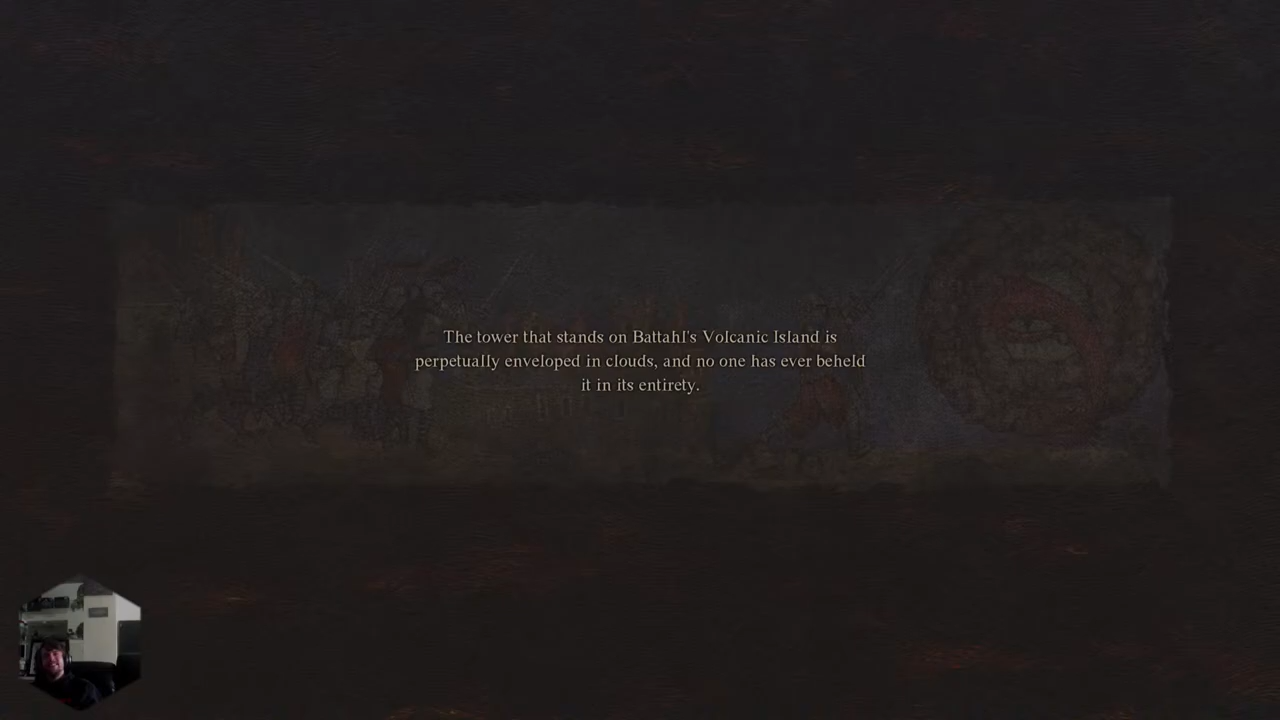 The tower that stands on Battahl's Volcanic Island is
perpetually enveloped in clouds, and no one has ever beheld
it in its entirety.